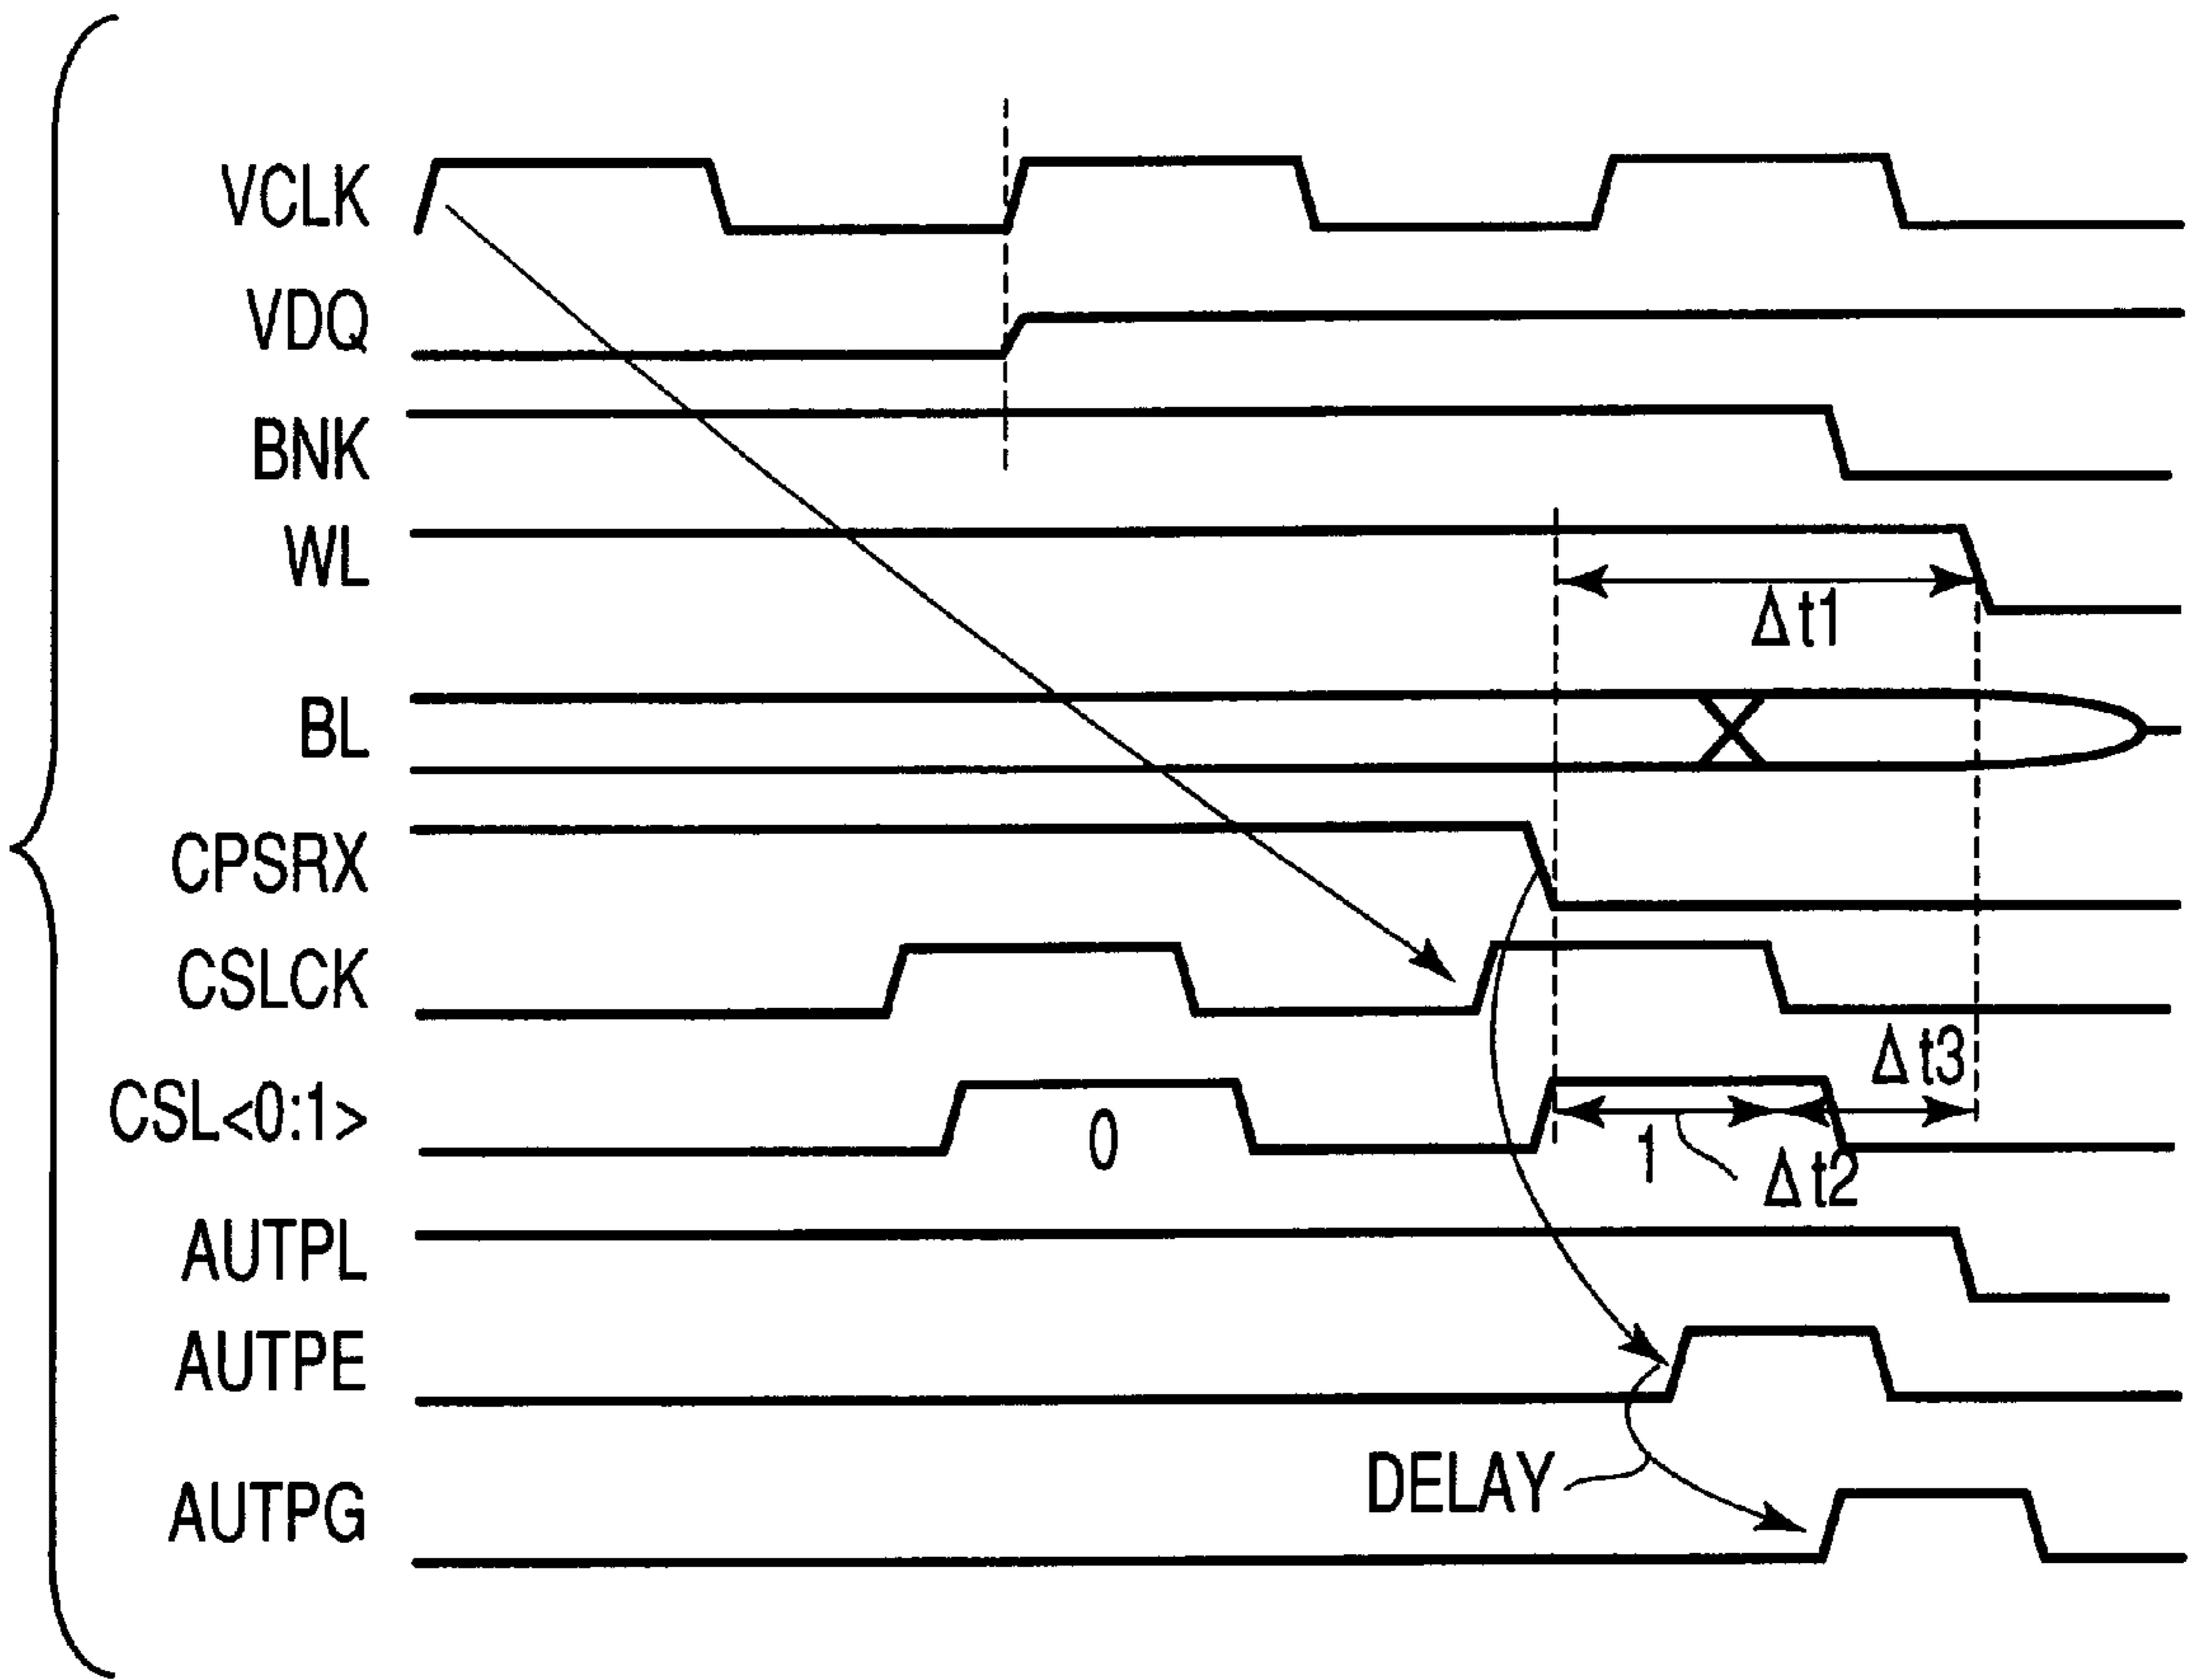 VCLK
VDQ
BNK
WL
Δt1
BL
CPSRX
CSLCK
Δt3
CSL<0:1>
0
1
Δt2
AUTPL
AUTPE
DELAY
AUTPG